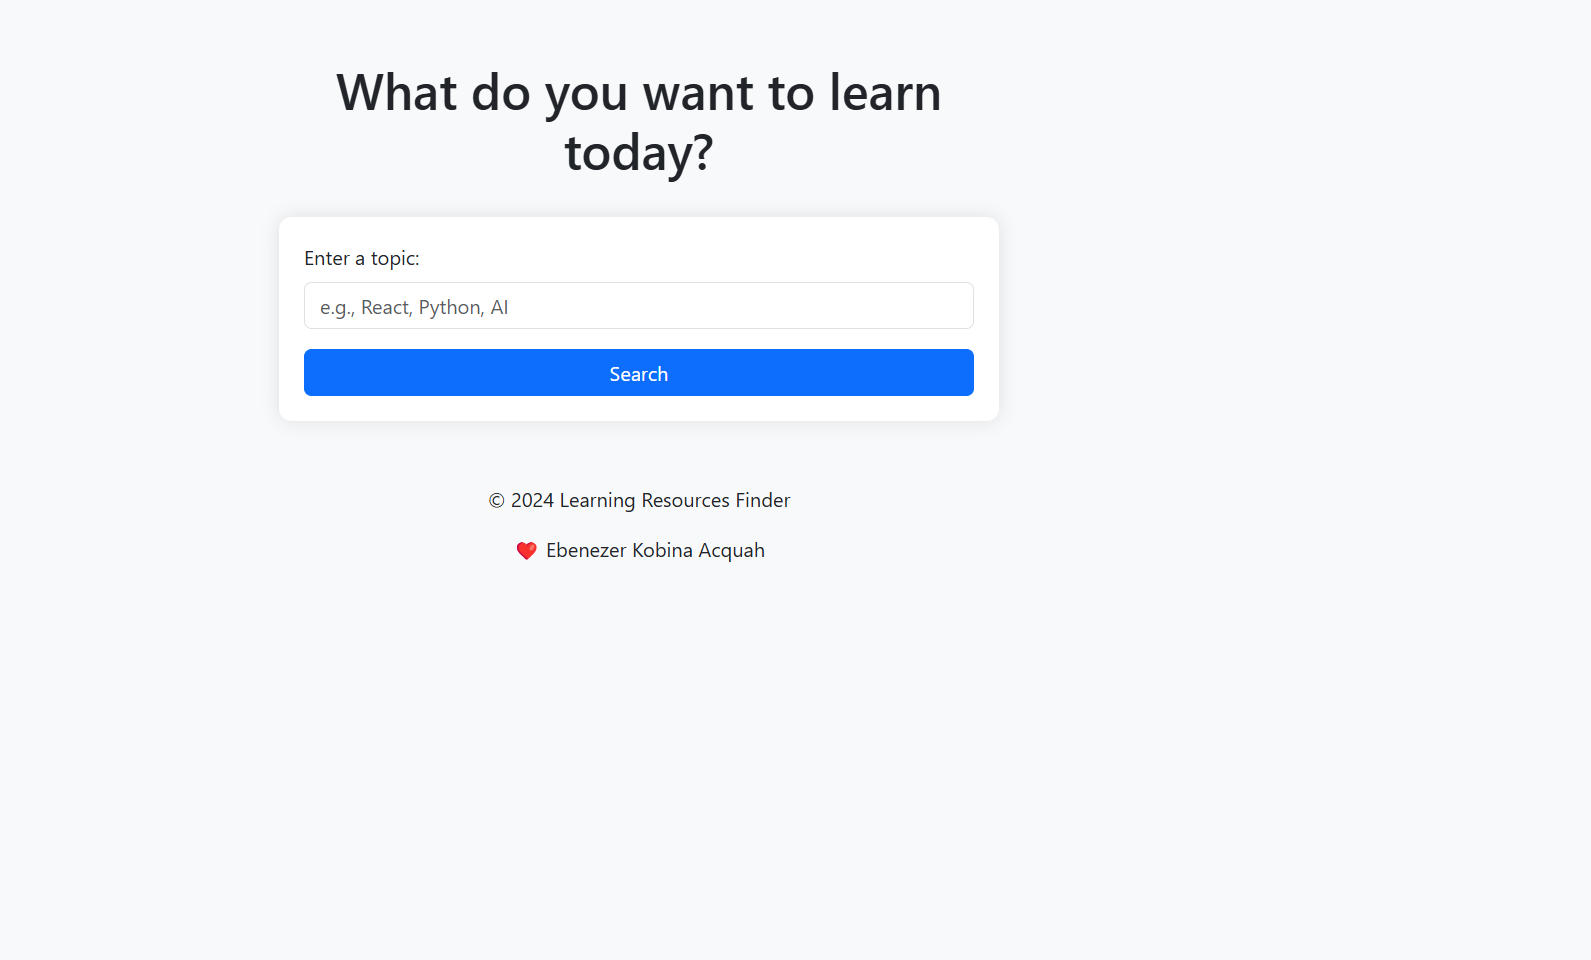 What do you want to learn
today?
Enter a topic:
e.g., React, Python, AI
Search
© 2024 Learning Resources Finder
❤️ Ebenezer Kobina Acquah